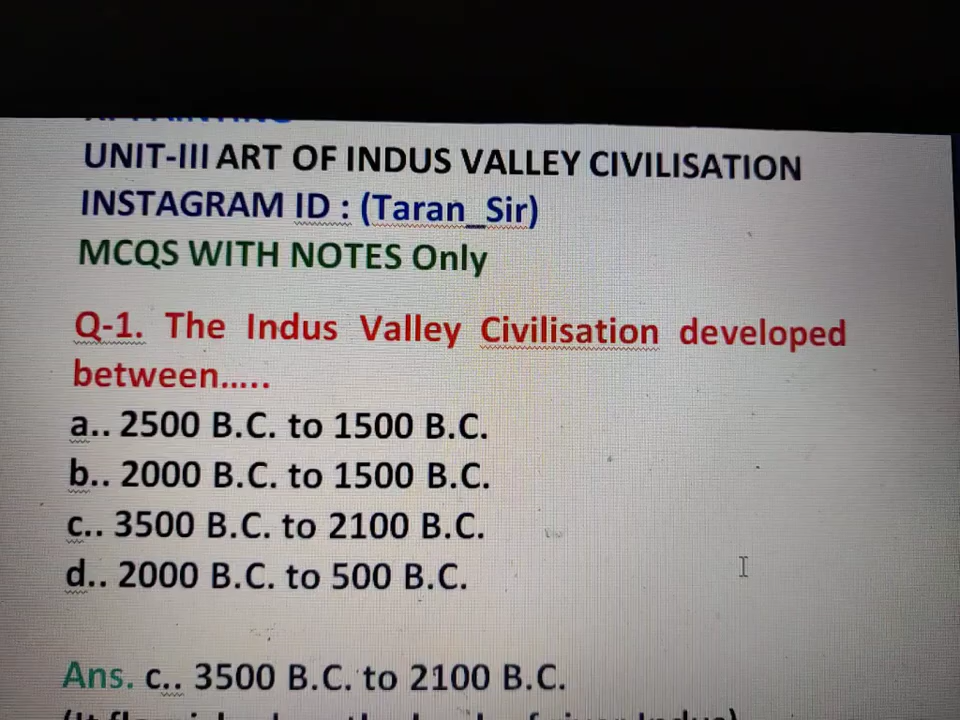 UNIT-III ART OF INDUS VALLEY CIVILISATION
INSTAGRAM ID : (Taran_Sir)
MCQS WITH NOTES Only
Q-1. The Indus Valley Civilisation developed
between.....
a.. 2500 B.C. to 1500 B.C.
b.. 2000 B.C. to 1500 B.C.
c.. 3500 B.C. to 2100 B.C.
d.. 2000 B.C. to 500 B.C.
Ans. c.. 3500 B.C. to 2100 B.C.